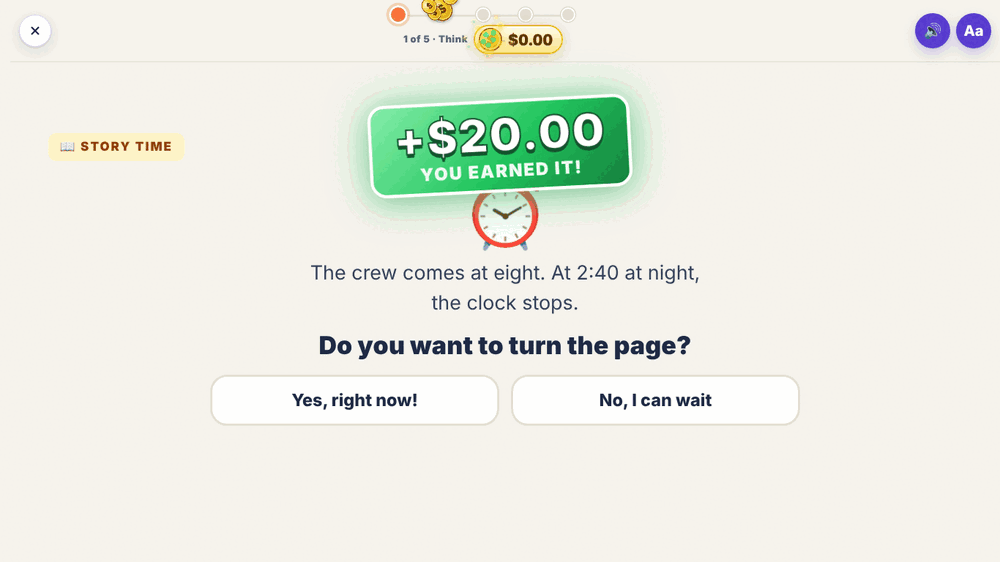 ✕
1 of 5 · Think
$0.00
Aa
+$20.00
YOU EARNED IT!
STORY TIME
The crew comes at eight. At 2:40 at night,
the clock stops.
Do you want to turn the page?
Yes, right now!
No, I can wait